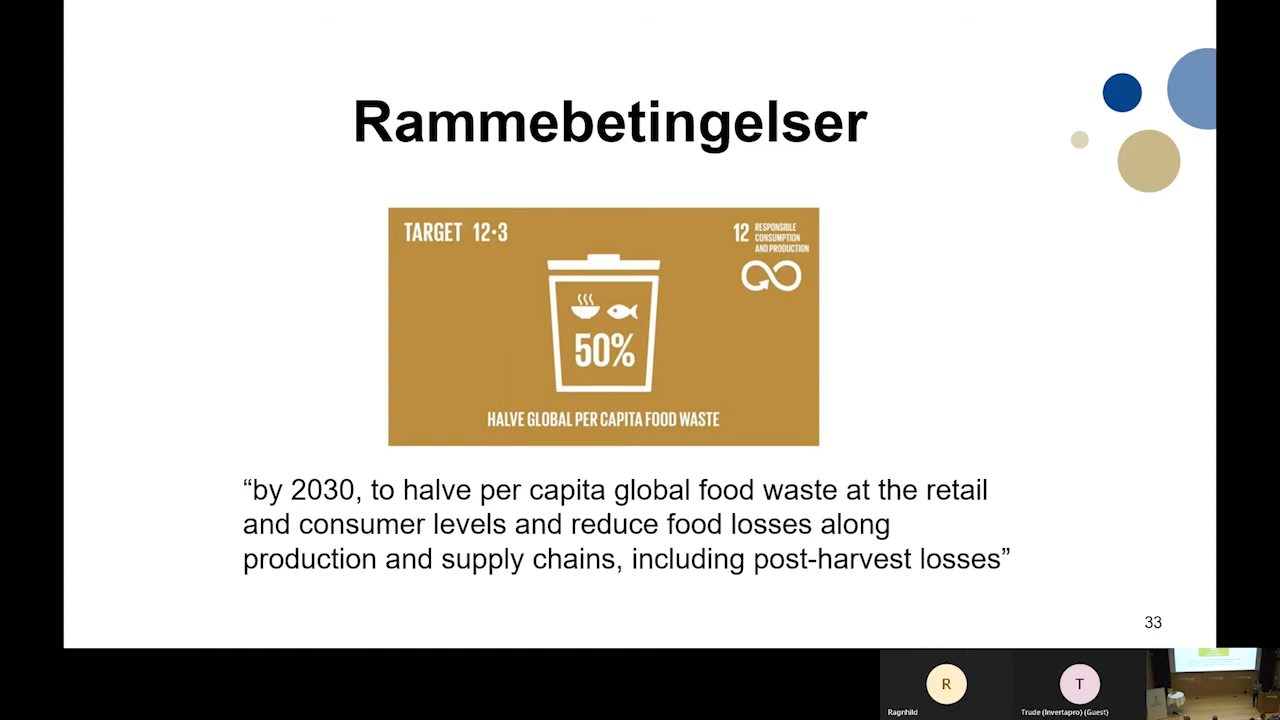 Rammebetingelser
TARGET 12·3
12 RESPONSIBLE
CONSUMPTION
AND PRODUCTION
50%
HALVE GLOBAL PER CAPITA FOOD WASTE
“by 2030, to halve per capita global food waste at the retail
and consumer levels and reduce food losses along
production and supply chains, including post-harvest losses”
33
R
T
Ragnhild
Trude (Invertapro) (Guest)